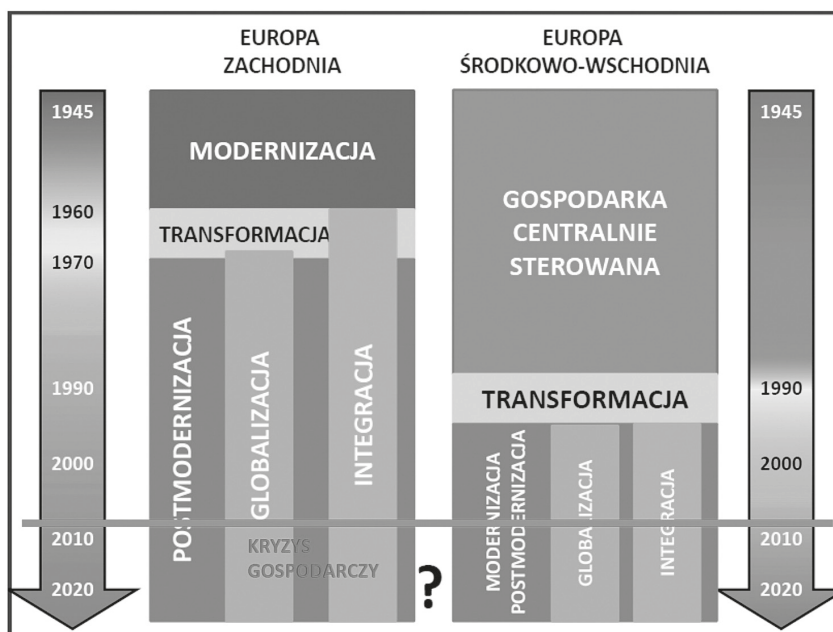 EUROPA
ZACHODNIA
EUROPA
ŚRODKOWO-WSCHODNIA
1945
1960
1970
1990
2000
2010
2020
MODERNIZACJA
TRANSFORMACJA
POSTMODERNIZACJA
GLOBALIZACJA
INTEGRACJA
KRYZYS
GOSPODARCZY
?
GOSPODARKA
CENTRALNIE
STEROWANA
TRANSFORMACJA
MODERNIZACJA
POSTMODERNIZACJA
GLOBALIZACJA
INTEGRACJA
1945
1990
2000
2010
2020